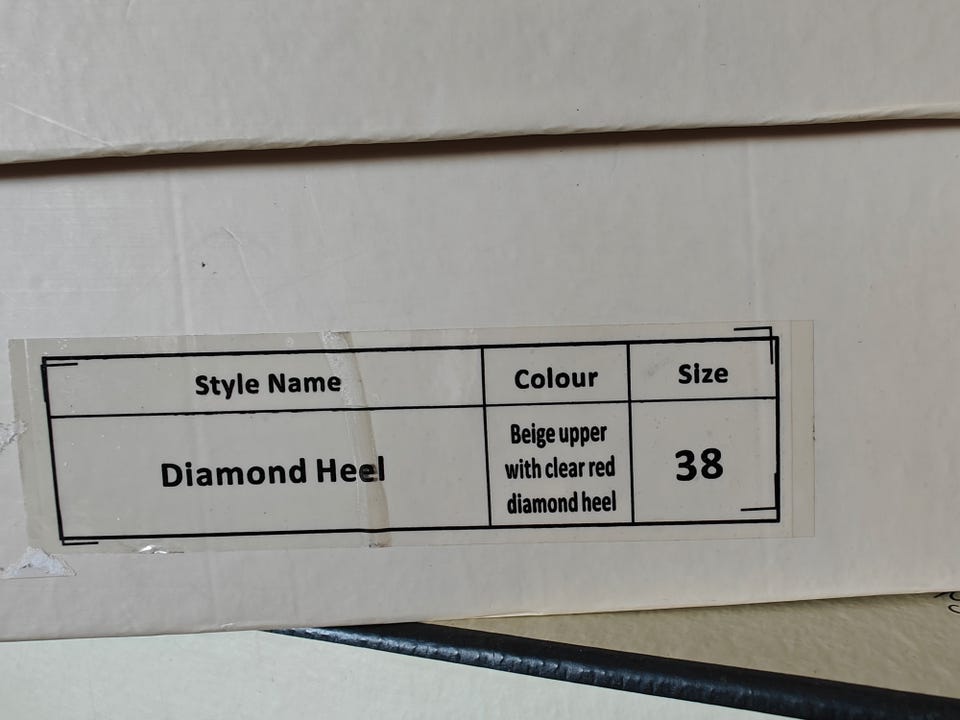 Style Name Colour Size
Diamond Heel
Beige upper
with clear red
diamond heel
38